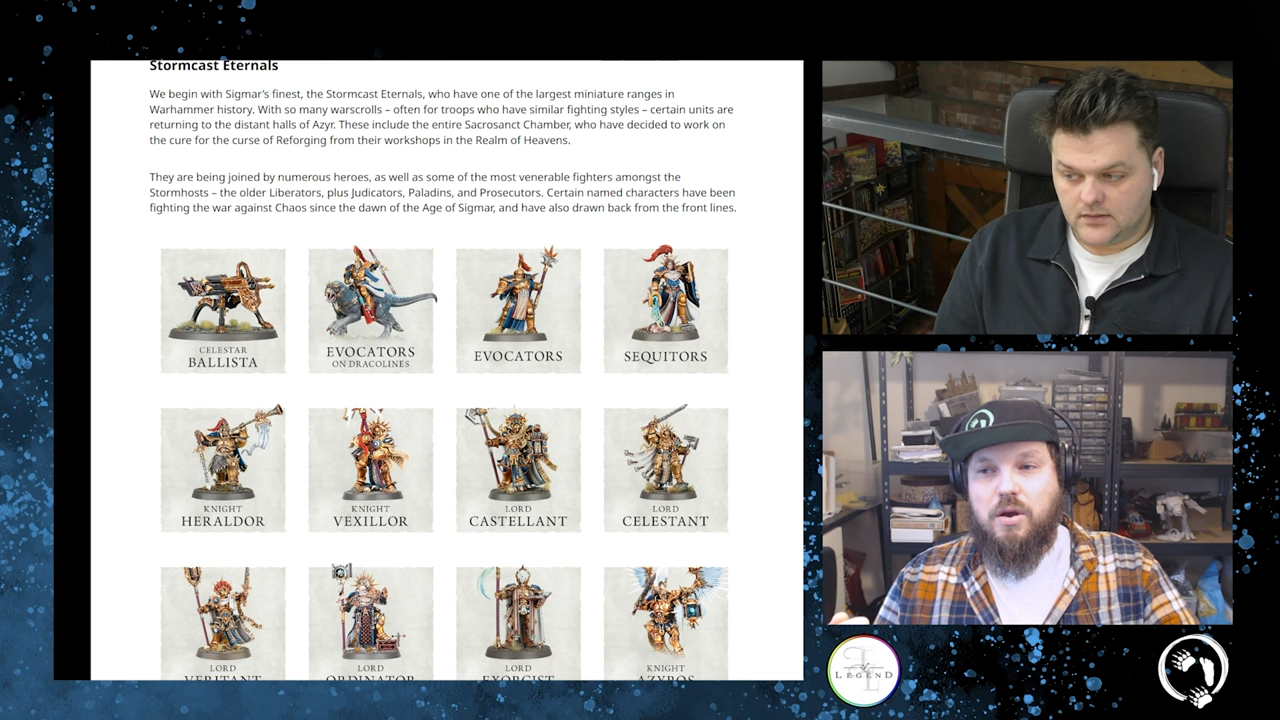 Stormcast Eternals
We begin with Sigmar's finest, the Stormcast Eternals, who have one of the largest miniature ranges in
Warhammer history. With so many warscrolls – often for troops who have similar fighting styles – certain units are
returning to the distant halls of Azyr. These include the entire Sacrosanct Chamber, who have decided to work on
the cure for the curse of Reforging from their workshops in the Realm of Heavens.
They are being joined by numerous heroes, as well as some of the most venerable fighters amongst the
Stormhosts – the older Liberators, plus Judicators, Paladins, and Prosecutors. Certain named characters have been
fighting the war against Chaos since the dawn of the Age of Sigmar, and have also drawn back from the front lines.
CELESTAR
BALLISTA
EVOCATORS
ON DRACOLINES
EVOCATORS
SEQUITORS
KNIGHT
HERALDOR
KNIGHT
VEXILLOR
LORD
CASTELLANT
LORD
CELESTANT
LORD
VERITANT
LORD
ORDINATOR
LORD
EXORCIST
KNIGHT
AZYROS
LEGEND